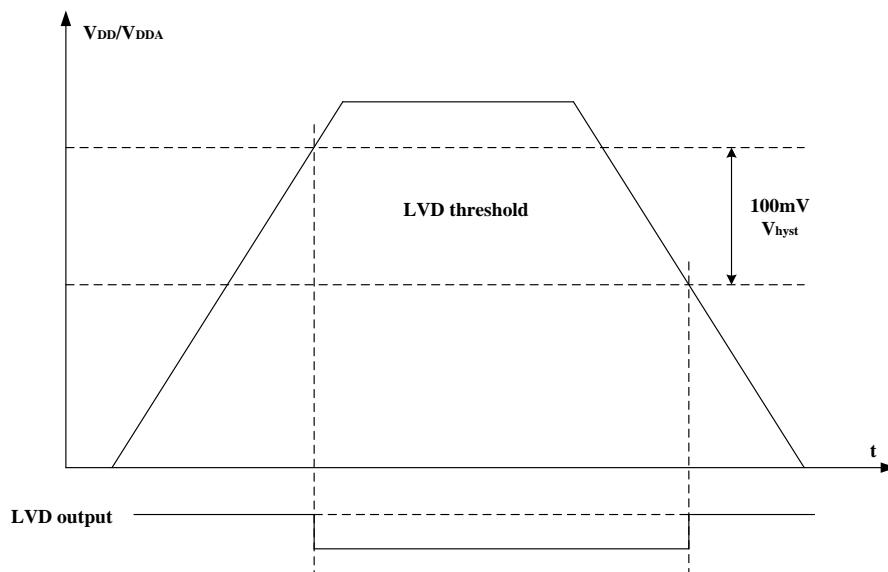 VDD/VDDA
LVD threshold
100mV
Vhyst
t
LVD output